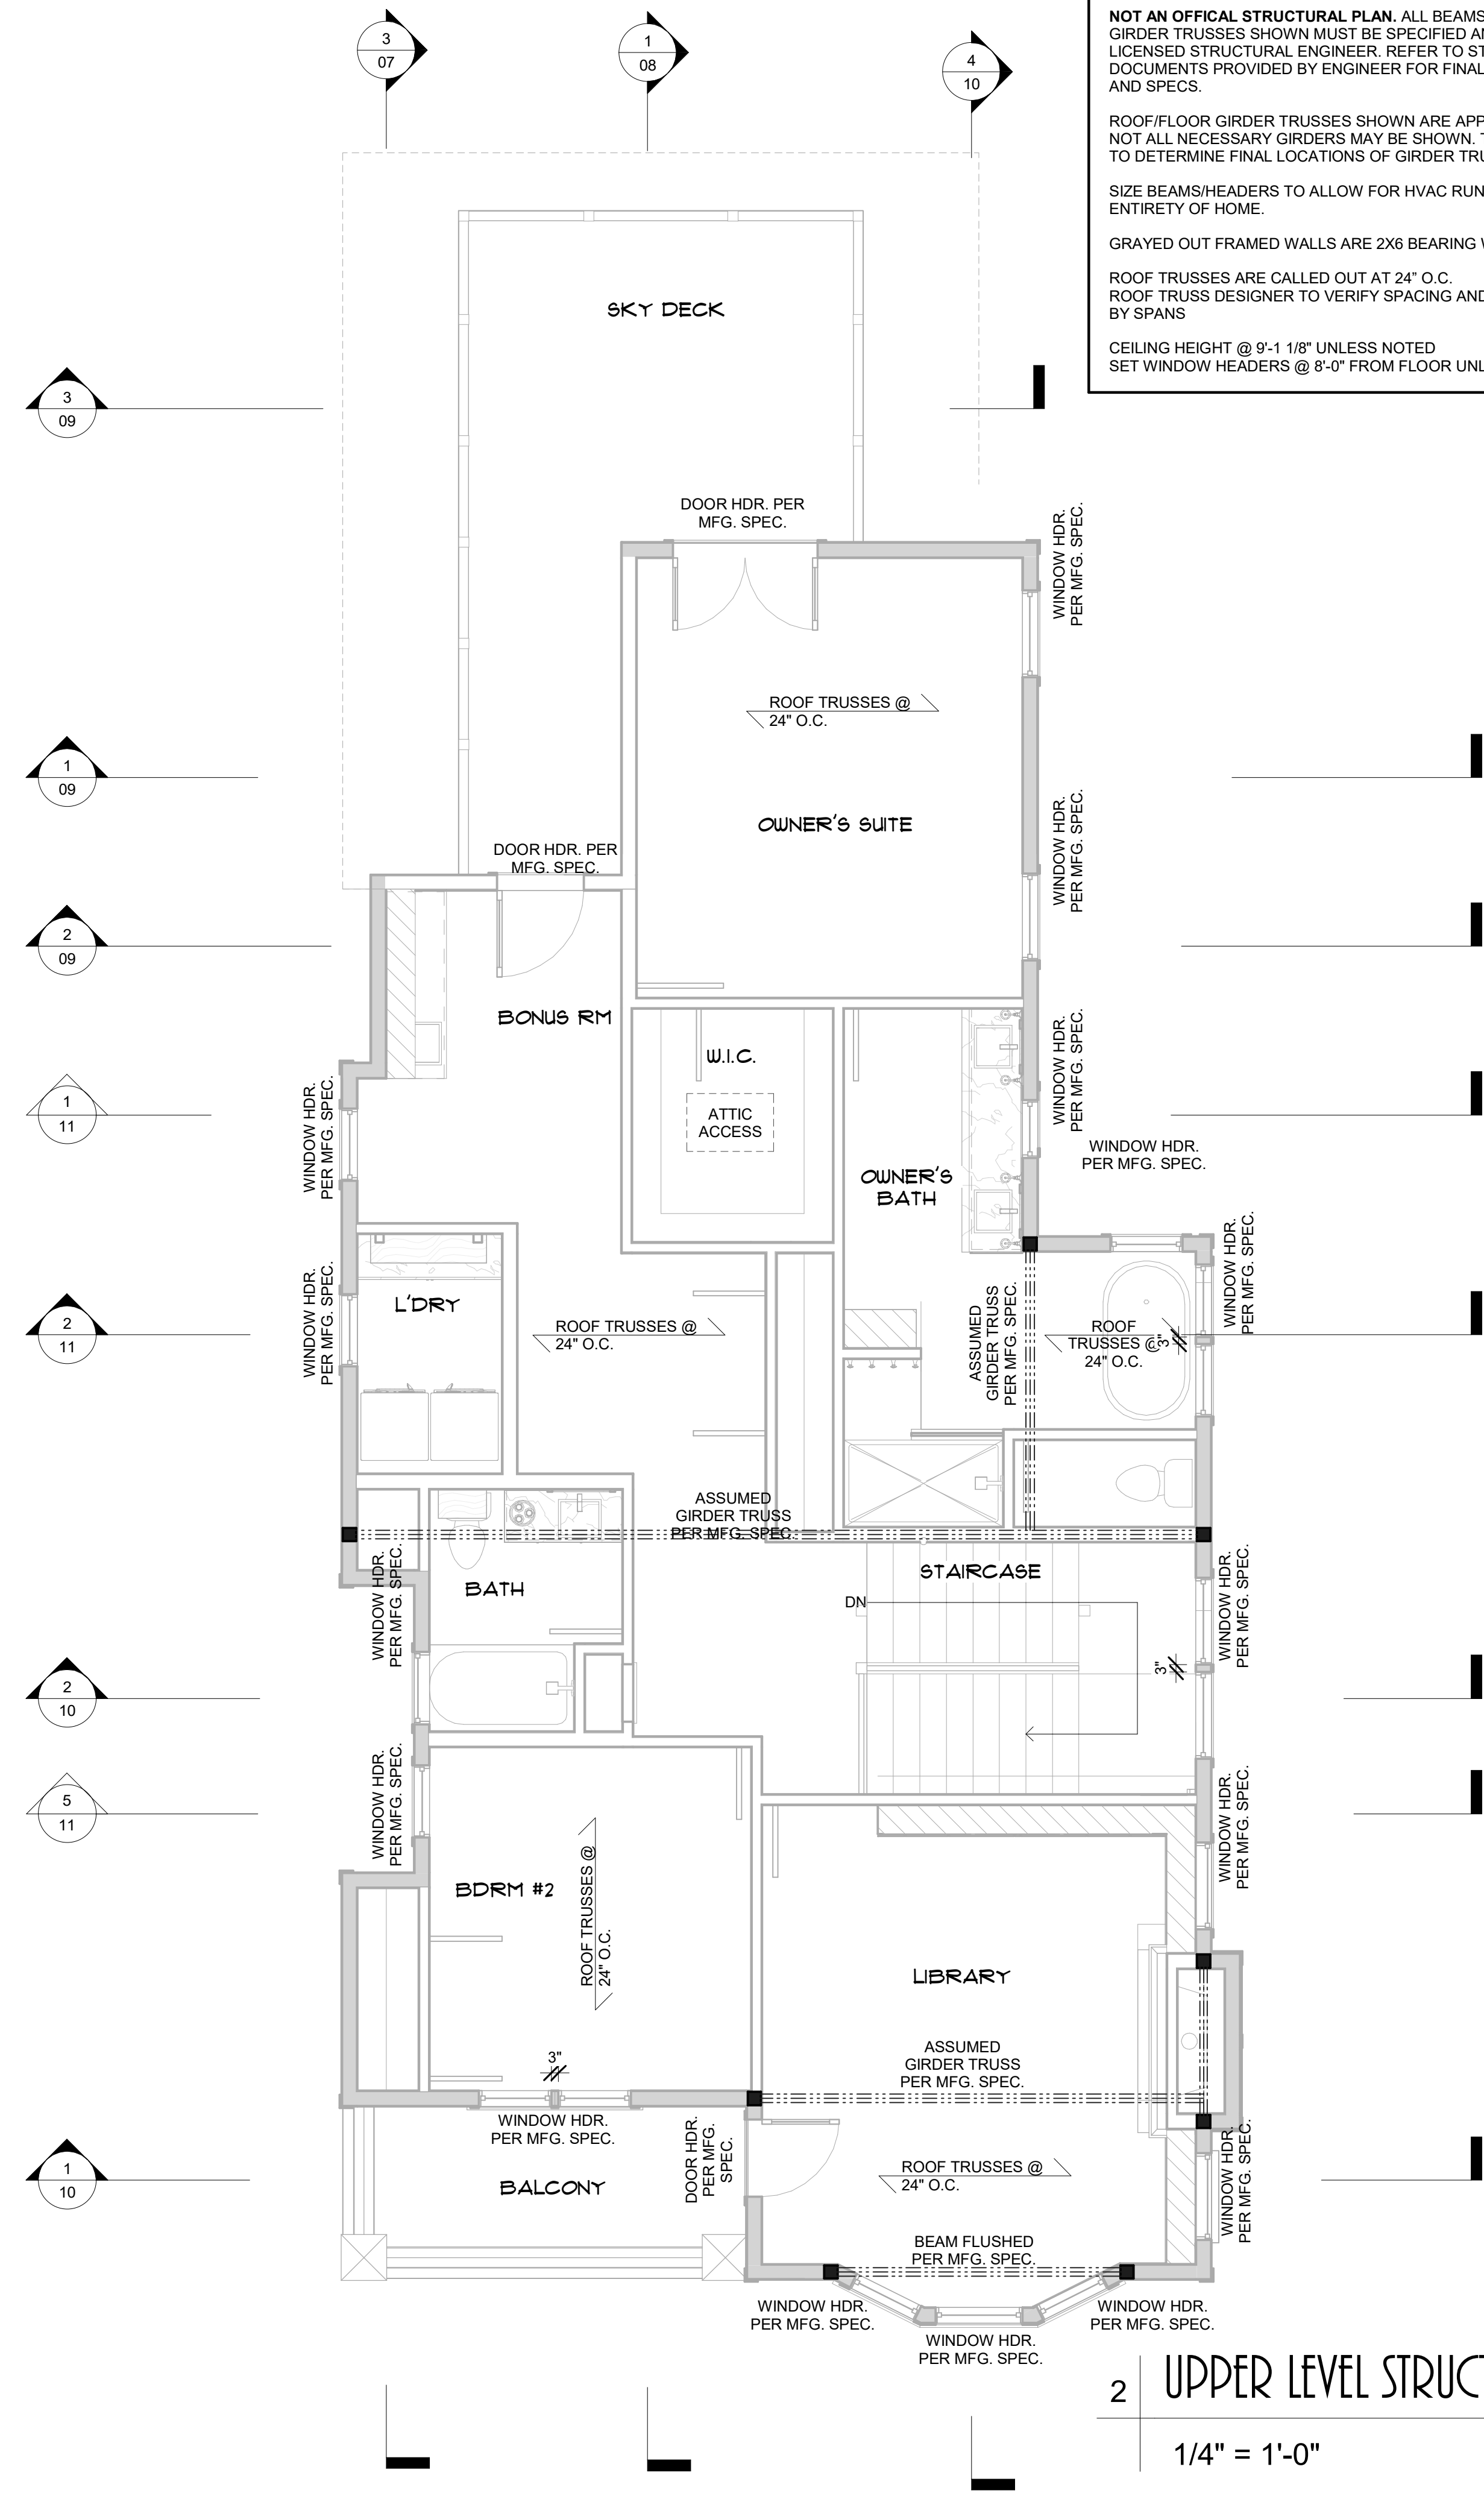 3
07
1
08
4
10
NOT AN OFFICAL STRUCTURAL PLAN. ALL BEAMS
GIRDER TRUSSES SHOWN MUST BE SPECIFIED
LICENSED STRUCTURAL ENGINEER. REFER TO
DOCUMENTS PROVIDED BY ENGINEER FOR FINAL
AND SPECS.
ROOF/FLOOR GIRDER TRUSSES SHOWN ARE
NOT ALL NECESSARY GIRDERS MAY BE SHOWN.
TO DETERMINE FINAL LOCATIONS OF GIRDER
SIZE BEAMS/HEADERS TO ALLOW FOR HVAC RUN
ENTIRETY OF HOME.
GRAYED OUT FRAMED WALLS ARE 2X6 BEARING
ROOF TRUSSES ARE CALLED OUT AT 24” O.C.
ROOF TRUSS DESIGNER TO VERIFY SPACING AND
BY SPANS
CEILING HEIGHT @ 9'-1 1/8" UNLESS NOTED
SET WINDOW HEADERS @ 8'-0" FROM FLOOR
SKY DECK
3
09
DOOR HDR. PER
MFG. SPEC.
WINDOW HDR.
PER MFG. SPEC.
ROOF TRUSSES @
24" O.C.
1
09
OWNER'S SUITE
WINDOW HDR.
PER MFG. SPEC.
DOOR HDR. PER
MFG. SPEC.
2
09
BONUS RM
W.I.C.
ATTIC
ACCESS
WINDOW HDR.
PER MFG. SPEC.
WINDOW HDR.
PER MFG. SPEC.
1
11
WINDOW HDR.
PER MFG. SPEC.
OWNER'S
BATH
WINDOW HDR.
PER MFG. SPEC.
WINDOW HDR.
PER MFG. SPEC.
L'DRY
2
11
ROOF TRUSSES @
24" O.C.
ASSUMED
GIRDER TRUSS
PER MFG. SPEC.
ROOF
TRUSSES @
24" O.C.
3"
ASSUMED
GIRDER TRUSS
PER MFG. SPEC.
WINDOW HDR.
PER MFG. SPEC.
BATH
STAIRCASE
DN
WINDOW HDR.
PER MFG. SPEC.
3"
2
10
WINDOW HDR.
PER MFG. SPEC.
WINDOW HDR.
PER MFG. SPEC.
5
11
BDRM #2
ROOF TRUSSES @
24" O.C.
LIBRARY
3"
ASSUMED
GIRDER TRUSS
PER MFG. SPEC.
WINDOW HDR.
PER MFG. SPEC.
DOOR HDR.
PER MFG.
SPEC.
WINDOW HDR.
PER MFG. SPEC.
1
10
BALCONY
ROOF TRUSSES @
24" O.C.
BEAM FLUSHED
PER MFG. SPEC.
WINDOW HDR.
PER MFG. SPEC.
WINDOW HDR.
PER MFG. SPEC.
WINDOW HDR.
PER MFG. SPEC.
2
UPPER LEVEL STRUCT
1/4" = 1'-0"